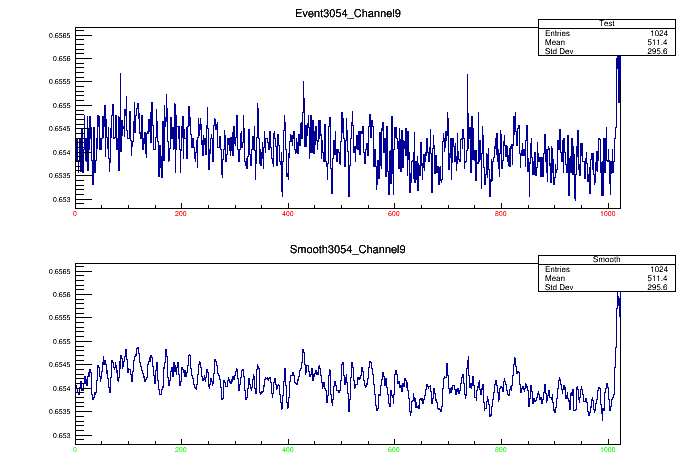 Event3054_Channel9
Test
Entries 1024
Mean 511.4
Std Dev 295.6
0.6565
0.656
0.6555
0.655
0.6545
0.654
0.6535
0.653
0 200 400 600 800 1000
Smooth3054_Channel9
Smooth
Entries 1024
Mean 511.4
Std Dev 295.6
0.6565
0.656
0.6555
0.655
0.6545
0.654
0.6535
0.653
0 200 400 600 800 1000